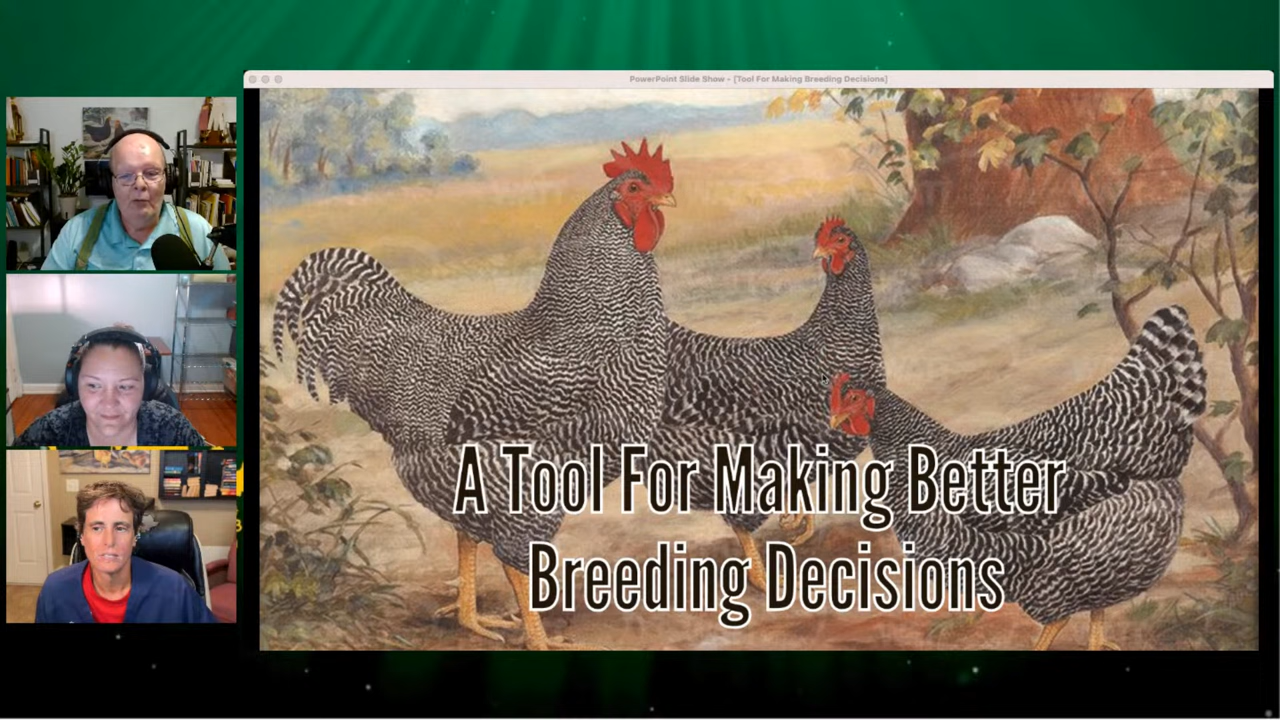 PowerPoint Slide Show - [Tool For Making Breeding Decisions]
A Tool For Making Better
Breeding Decisions